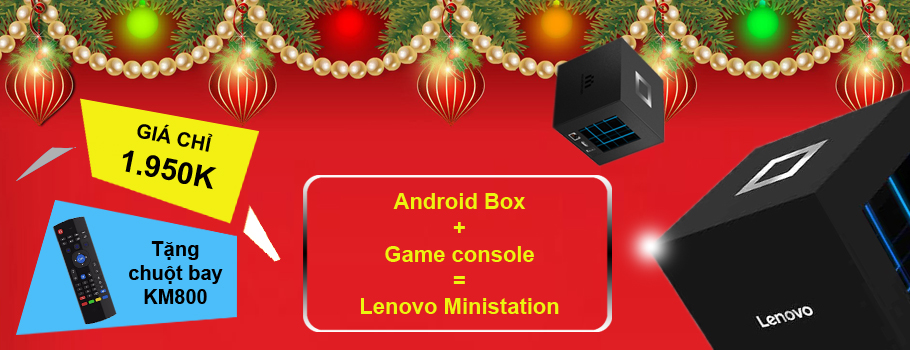 GIÁ CHỈ
1.950K
Tặng
chuột bay
KM800
Android Box
+
Game console
=
Lenovo Ministation
Lenovo